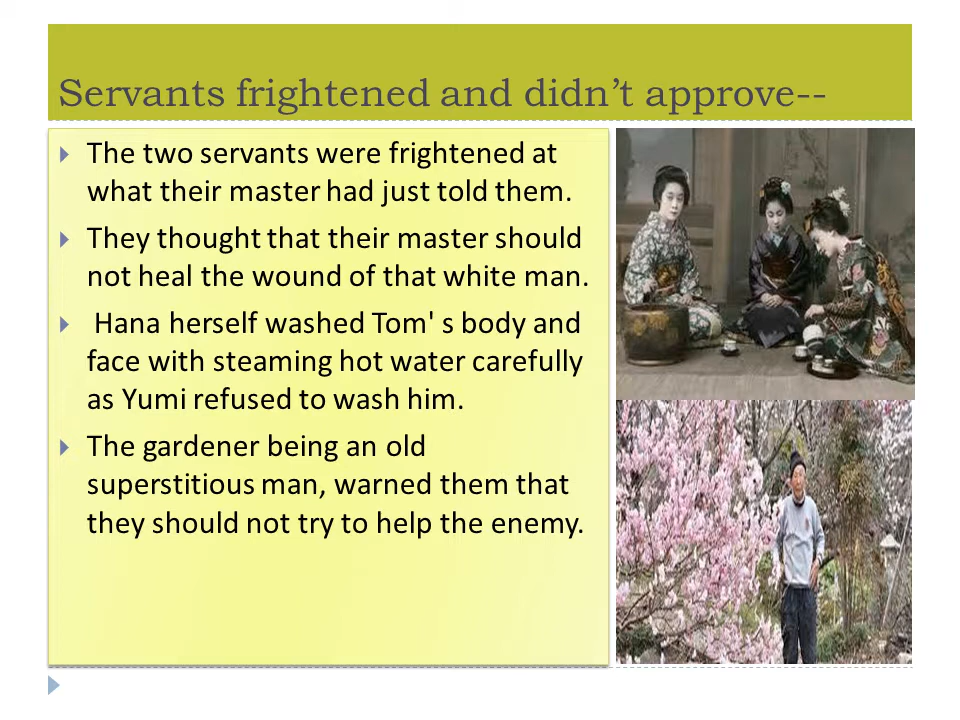 Servants frightened and didn’t approve--
The two servants were frightened at
what their master had just told them.
They thought that their master should
not heal the wound of that white man.
Hana herself washed Tom' s body and
face with steaming hot water carefully
as Yumi refused to wash him.
The gardener being an old
superstitious man, warned them that
they should not try to help the enemy.